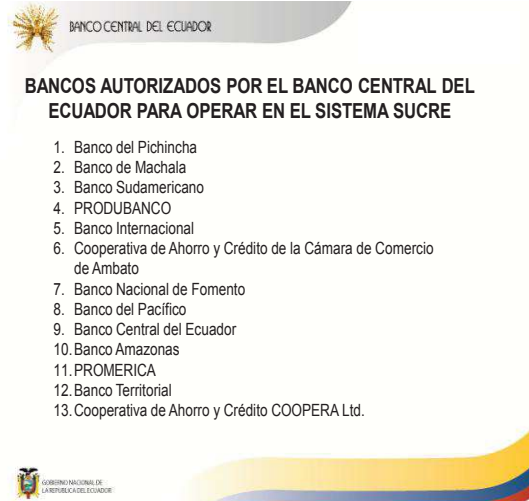 BANCO CENTRAL DEL ECUADOR
BANCOS AUTORIZADOS POR EL BANCO CENTRAL DEL
ECUADOR PARA OPERAR EN EL SISTEMA SUCRE
1. Banco del Pichincha
2. Banco de Machala
3. Banco Sudamericano
4. PRODUBANCO
5. Banco Internacional
6. Cooperativa de Ahorro y Crédito de la Cámara de Comercio
de Ambato
7. Banco Nacional de Fomento
8. Banco del Pacífico
9. Banco Central del Ecuador
10. Banco Amazonas
11. PROMERICA
12. Banco Territorial
13. Cooperativa de Ahorro y Crédito COOPERA Ltd.
GOBIERNO NACIONAL DE
LA REPUBLICA DEL ECUADOR